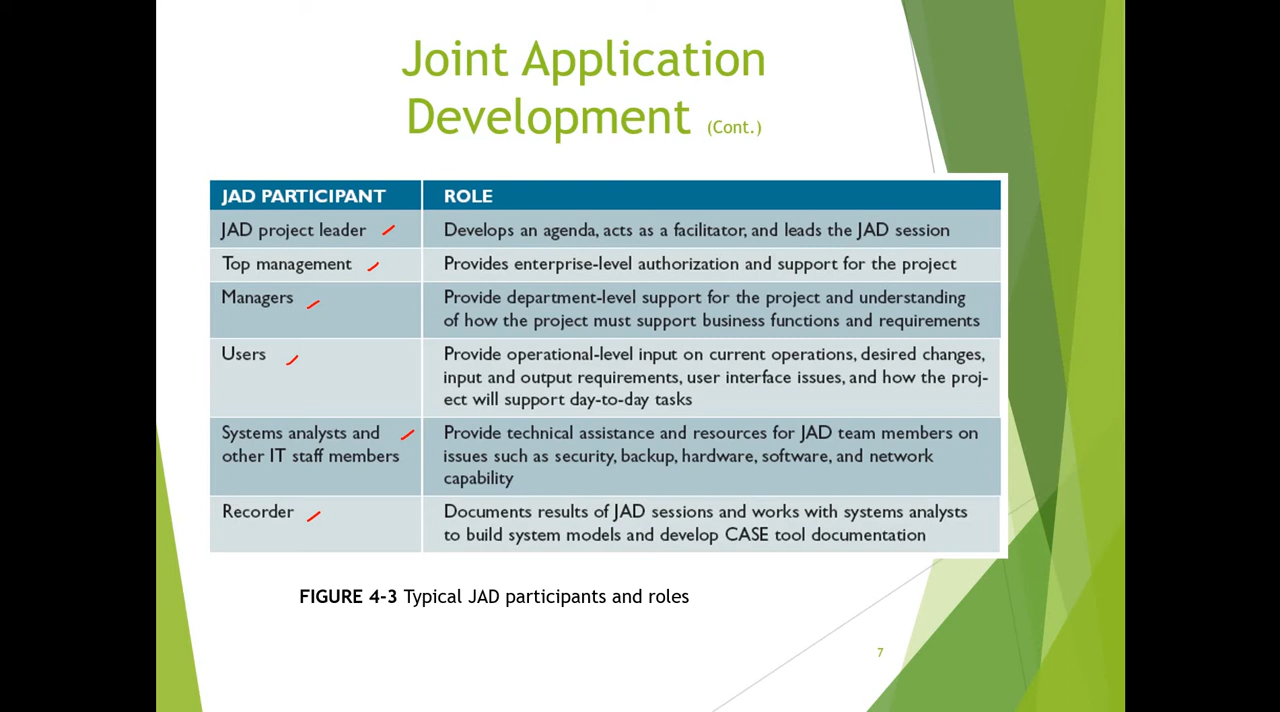 Joint Application
Development (Cont.)
JAD PARTICIPANT ROLE
JAD project leader Develops an agenda, acts as a facilitator, and leads the JAD session
Top management Provides enterprise-level authorization and support for the project
Managers Provide department-level support for the project and understanding
of how the project must support business functions and requirements
Users Provide operational-level input on current operations, desired changes,
input and output requirements, user interface issues, and how the proj-
ect will support day-to-day tasks
Systems analysts and Provide technical assistance and resources for JAD team members on
other IT staff members issues such as security, backup, hardware, software, and network
capability
Recorder Documents results of JAD sessions and works with systems analysts
to build system models and develop CASE tool documentation
FIGURE 4-3 Typical JAD participants and roles
7